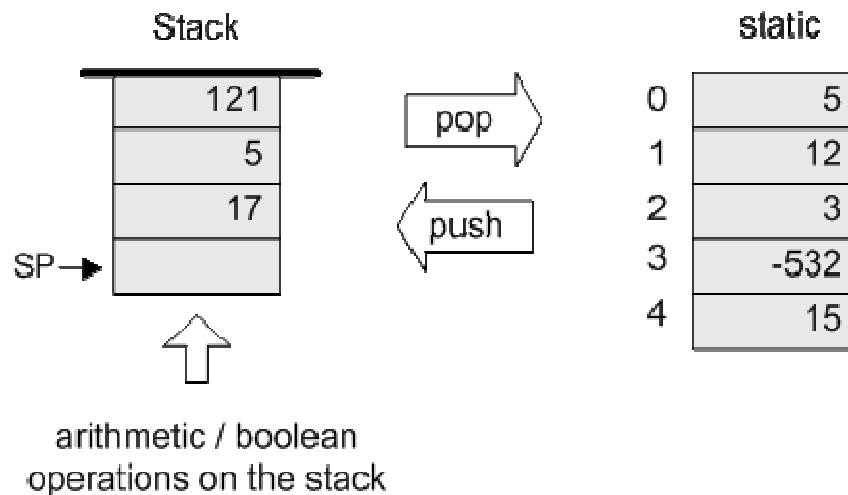 Stack
static
121
5
17
SP
pop
push
0 5
1 12
2 3
3 -532
4 15
arithmetic / boolean
operations on the stack